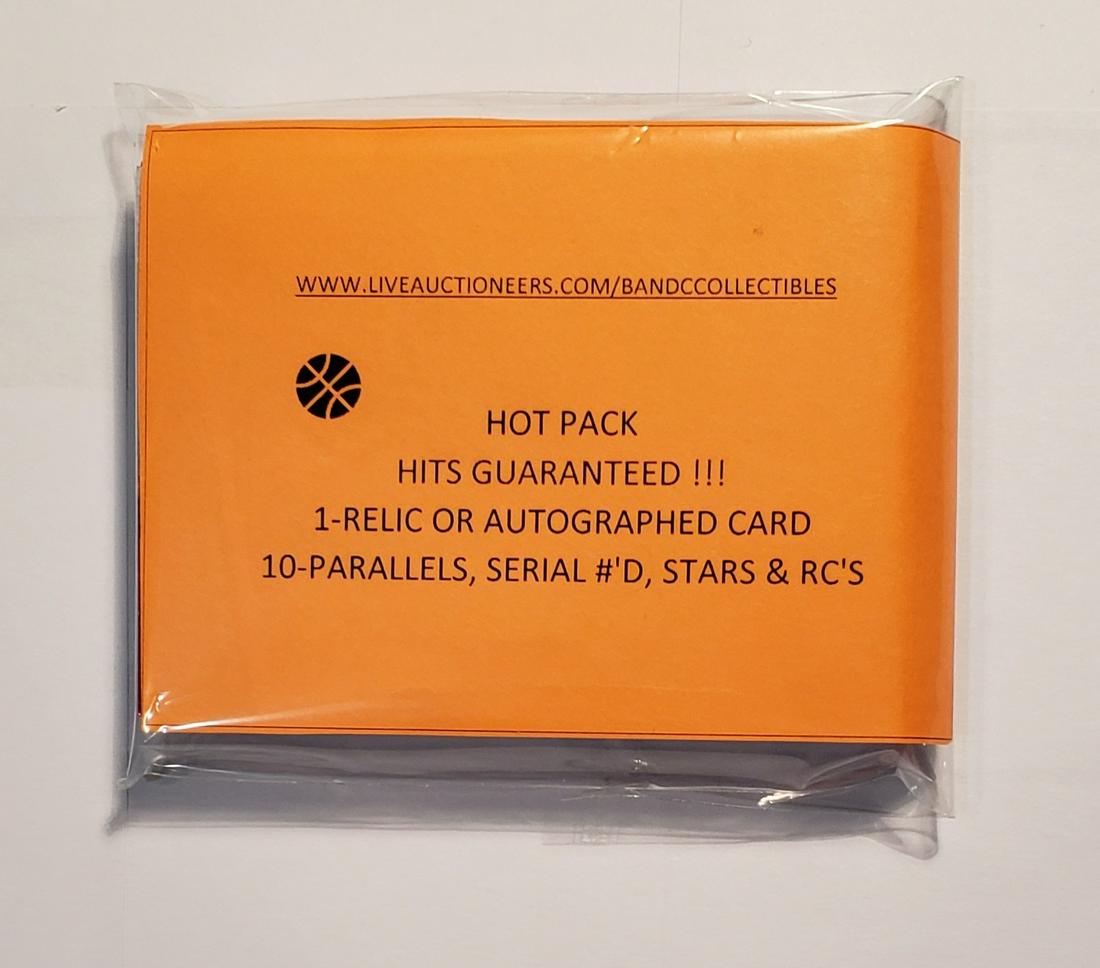 WWW.LIVEAUCTIONEERS.COM/BANDCCOLLECTIBLES
HOT PACK
HITS GUARANTEED !!!
1-RELIC OR AUTOGRAPHED CARD
10-PARALLELS, SERIAL #'D, STARS & RC'S